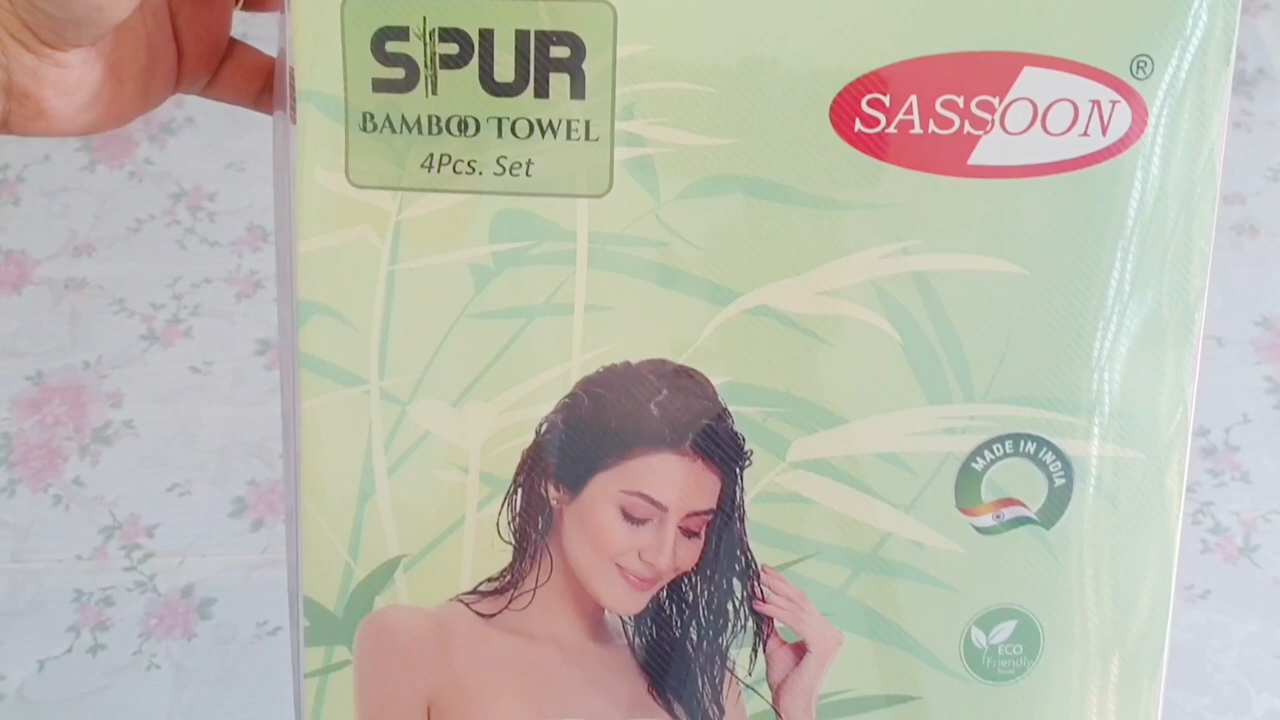 SPUR
BAMBOO TOWEL
4Pcs. Set
SASSOON ®
MADE IN INDIA
ECO
Friendly